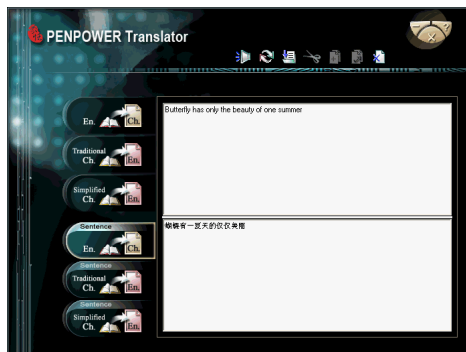 PENPOWER Translator
En. Ch.
Traditional
Ch. En.
Simplified
Ch. En.
Sentence
En. Ch.
Sentence
Traditional
Ch. En.
Sentence
Simplified
Ch. En.
Butterfly has only the beauty of one summer
蝴蝶有一夏天的仅仅美丽